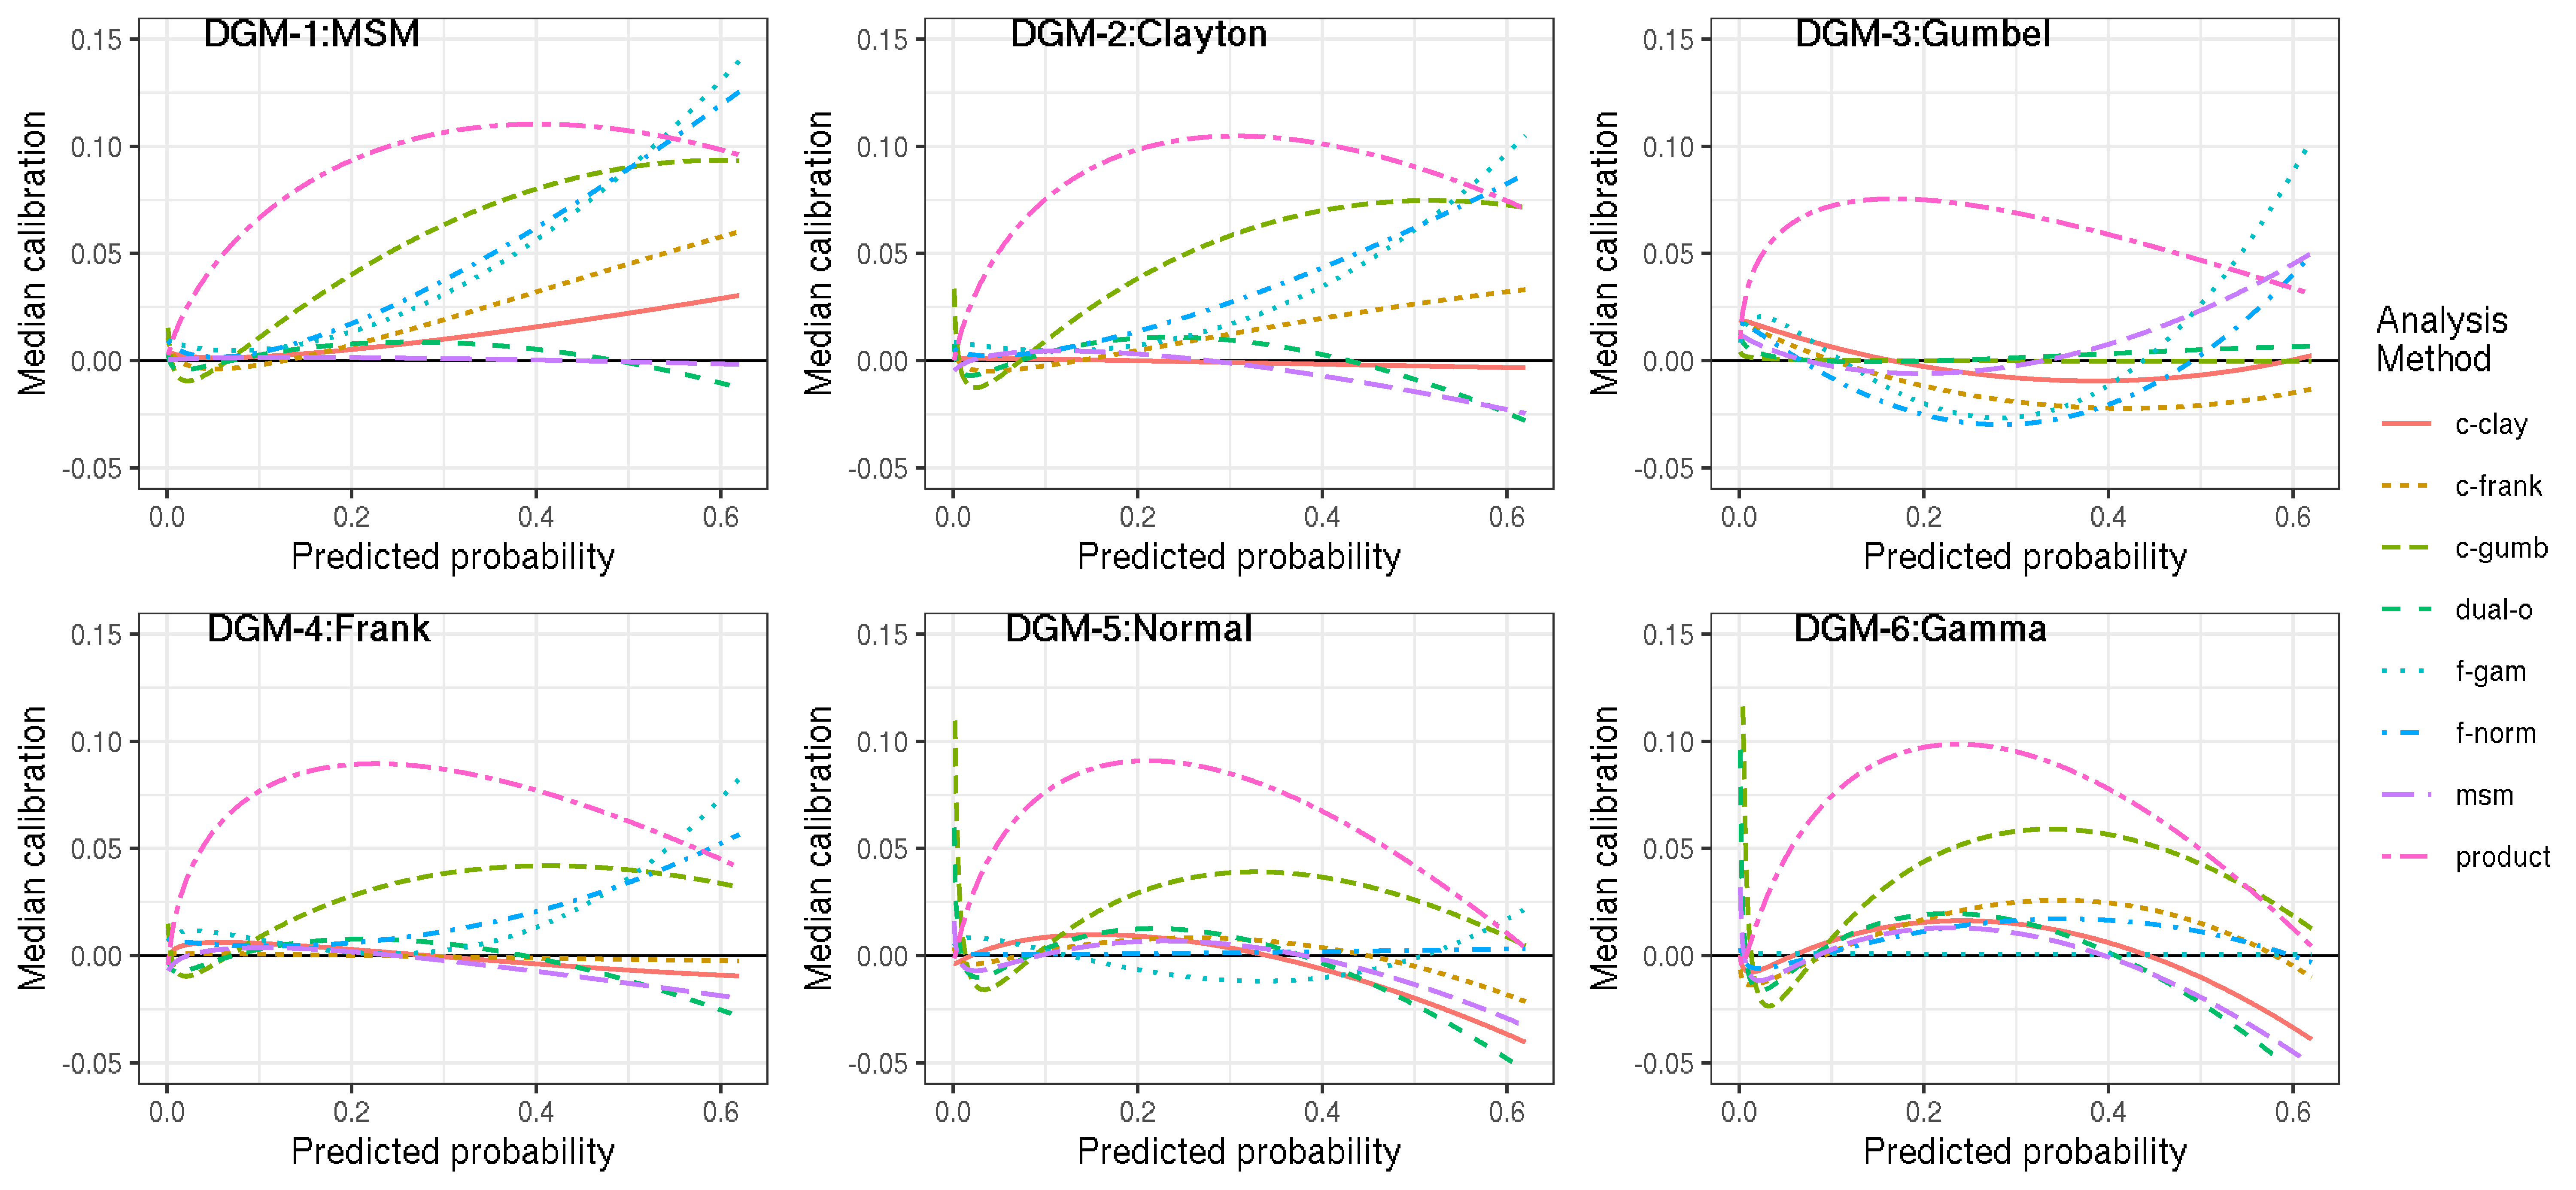 DGM-1:MSM
0.15
0.10
0.05
0.00
-0.05
Median calibration
0.0 0.2 0.4 0.6
Predicted probability
DGM-2:Clayton
0.15
0.10
0.05
0.00
-0.05
Median calibration
0.0 0.2 0.4 0.6
Predicted probability
DGM-3:Gumbel
0.15
0.10
0.05
0.00
-0.05
Median calibration
0.0 0.2 0.4 0.6
Predicted probability
DGM-4:Frank
0.15
0.10
0.05
0.00
-0.05
Median calibration
0.0 0.2 0.4 0.6
Predicted probability
DGM-5:Normal
0.15
0.10
0.05
0.00
-0.05
Median calibration
0.0 0.2 0.4 0.6
Predicted probability
DGM-6:Gamma
0.15
0.10
0.05
0.00
-0.05
Median calibration
0.0 0.2 0.4 0.6
Predicted probability
Analysis
Method
c-clay
c-frank
c-gumb
dual-o
f-gam
f-norm
msm
product